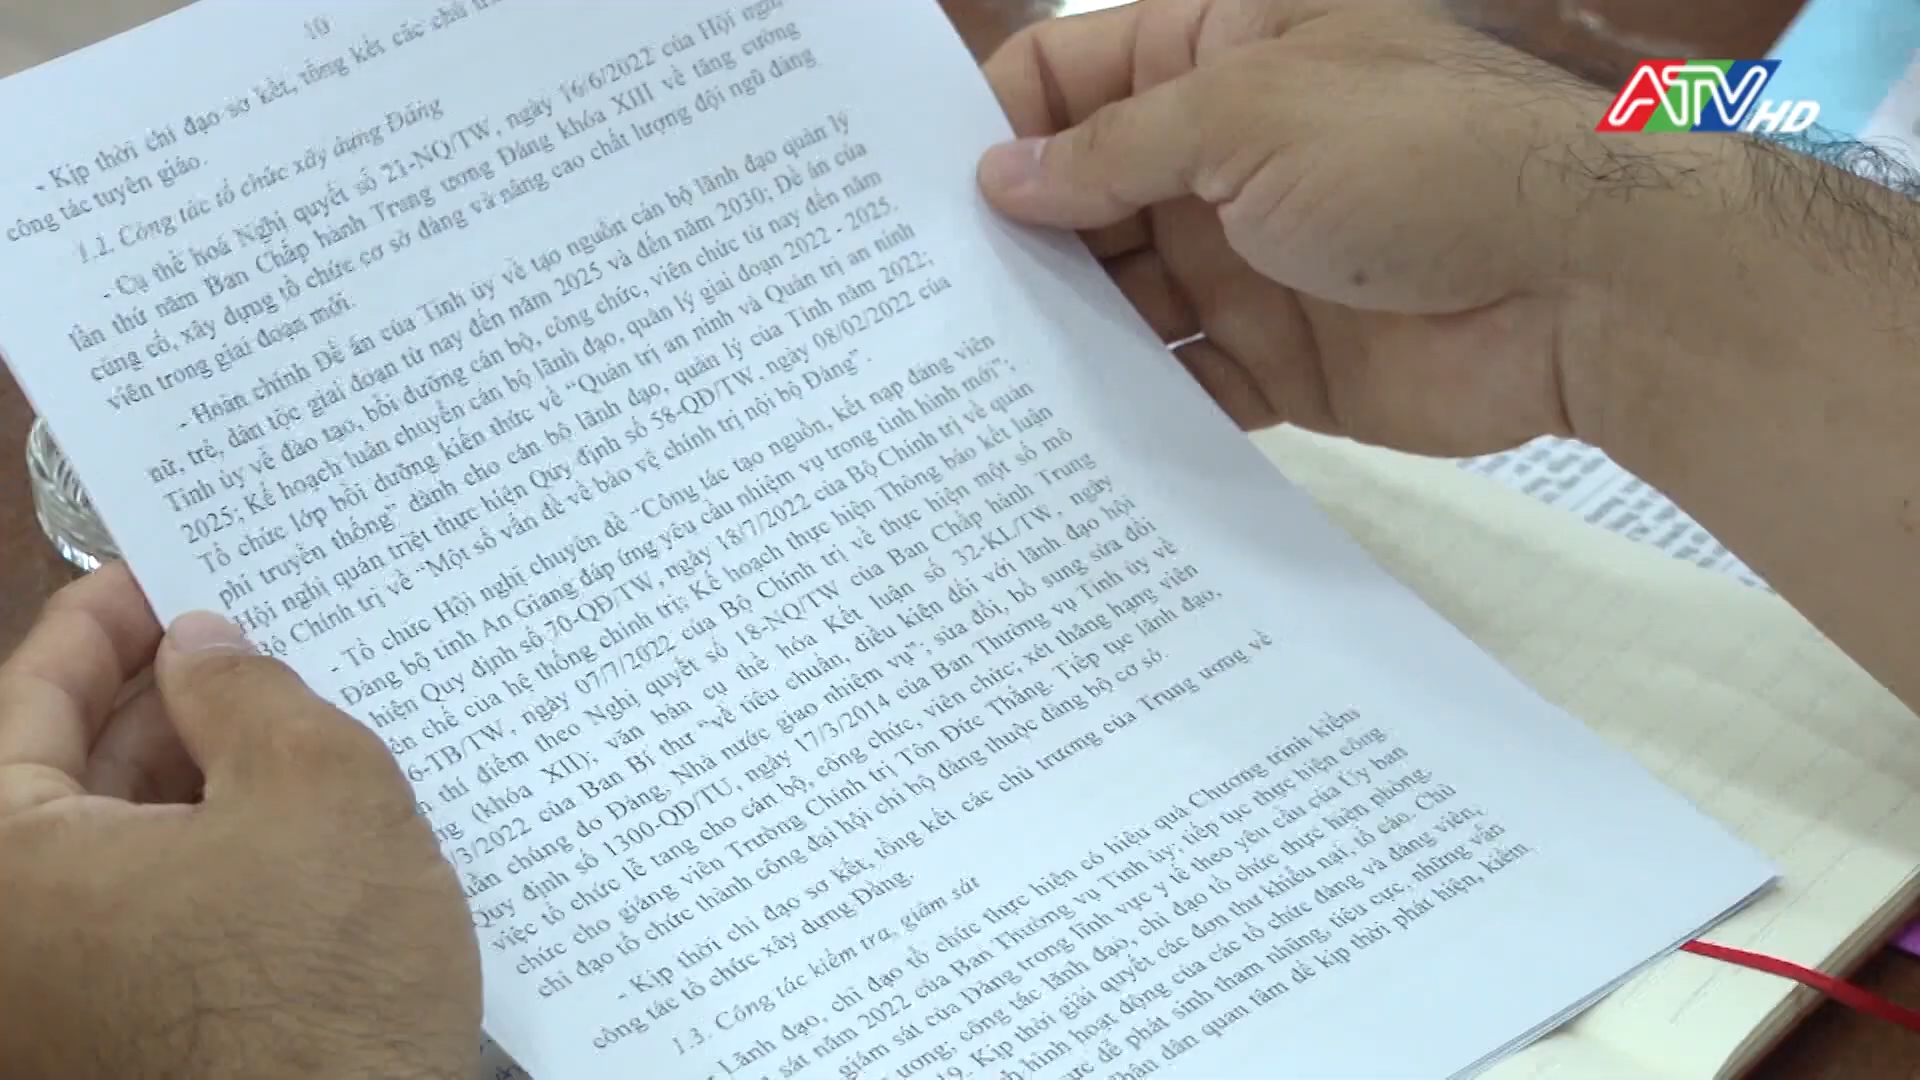 10
- Kịp thời chỉ đạo sơ kết, tổng kết các chủ
công tác tuyên giáo.
1.2. Công tác tổ chức xây dựng Đảng
- Cụ thể hoá Nghị quyết số 21-NQ/TW, ngày 16/6/2022 của Hội nghị
lần thứ năm Ban Chấp hành Trung ương Đảng khóa XIII về tăng cường
củng cố, xây dựng tổ chức cơ sở đảng và nâng cao chất lượng đội ngũ đảng
viên trong giai đoạn mới.
- Hoàn chỉnh Đề án của Tỉnh ủy về tạo nguồn cán bộ lãnh đạo quản lý
nữ, trẻ, dân tộc giai đoạn từ nay đến năm 2025 và đến năm 2030; Đề án của
Tỉnh ủy về đào tạo, bồi dưỡng cán bộ, công chức, viên chức từ nay đến năm
2025; Kế hoạch luân chuyển cán bộ lãnh đạo, quản lý giai đoạn 2022 - 2025.
Tổ chức lớp bồi dưỡng kiến thức về "Quản trị an ninh và Quản trị an ninh
phi truyền thống" dành cho cán bộ lãnh đạo, quản lý của Tỉnh năm 2022;
Hội nghị quán triệt thực hiện Quy định số 58-QĐ/TW, ngày 08/02/2022 của
Bộ Chính trị về "Một số vấn đề về bảo vệ chính trị nội bộ Đảng".
- Tổ chức Hội nghị chuyên đề "Công tác tạo nguồn, kết nạp đảng viên
Đảng bộ tỉnh An Giang đáp ứng yêu cầu nhiệm vụ trong tình hình mới";
hiện Quy định số 70-QĐ/TW, ngày 18/7/2022 của Bộ Chính trị về quản
biên chế của hệ thống chính trị; Kế hoạch thực hiện Thông báo kết luận
6-TB/TW, ngày 07/7/2022 của Bộ Chính trị về thực hiện một số mô
thí điểm theo Nghị quyết số 18-NQ/TW của Ban Chấp hành Trung
(khóa XII); văn bản cụ thể hóa Kết luận số 32-KL/TW, ngày
/3/2022 của Ban Bí thư "về tiêu chuẩn, điều kiện đối với lãnh đạo hội
quần chúng do Đảng, Nhà nước giao nhiệm vụ"; sửa đổi, bổ sung sửa đổi
Quy định số 1300-QĐ/TU, ngày 17/3/2014 của Ban Thường vụ Tỉnh ủy về
việc tổ chức lễ tang cho cán bộ, công chức, viên chức; xét thăng hạng viên
chức cho giảng viên Trường Chính trị Tôn Đức Thắng. Tiếp tục lãnh đạo,
chỉ đạo tổ chức thành công đại hội chi bộ đảng thuộc đảng bộ cơ sở.
- Kịp thời chỉ đạo sơ kết, tổng kết các chủ trương của Trung ương về
công tác tổ chức xây dựng Đảng.
1.3. Công tác kiểm tra, giám sát
- Lãnh đạo, chỉ đạo tổ chức thực hiện có hiệu quả Chương trình kiểm
sát năm 2022 của Ban Thường vụ Tỉnh ủy; tiếp tục thực hiện công
giám sát của Đảng trong lĩnh vực y tế theo yêu cầu của Ủy ban
ương; công tác lãnh đạo, chỉ đạo tổ chức thực hiện phòng,
19. Kịp thời giải quyết các đơn thư khiếu nại, tố cáo. Chủ
hình hoạt động của các tổ chức đảng và đảng viên,
vực dễ phát sinh tham nhũng, tiêu cực, những vấn
nhân dân quan tâm để kịp thời phát hiện, kiểm
ATV HD